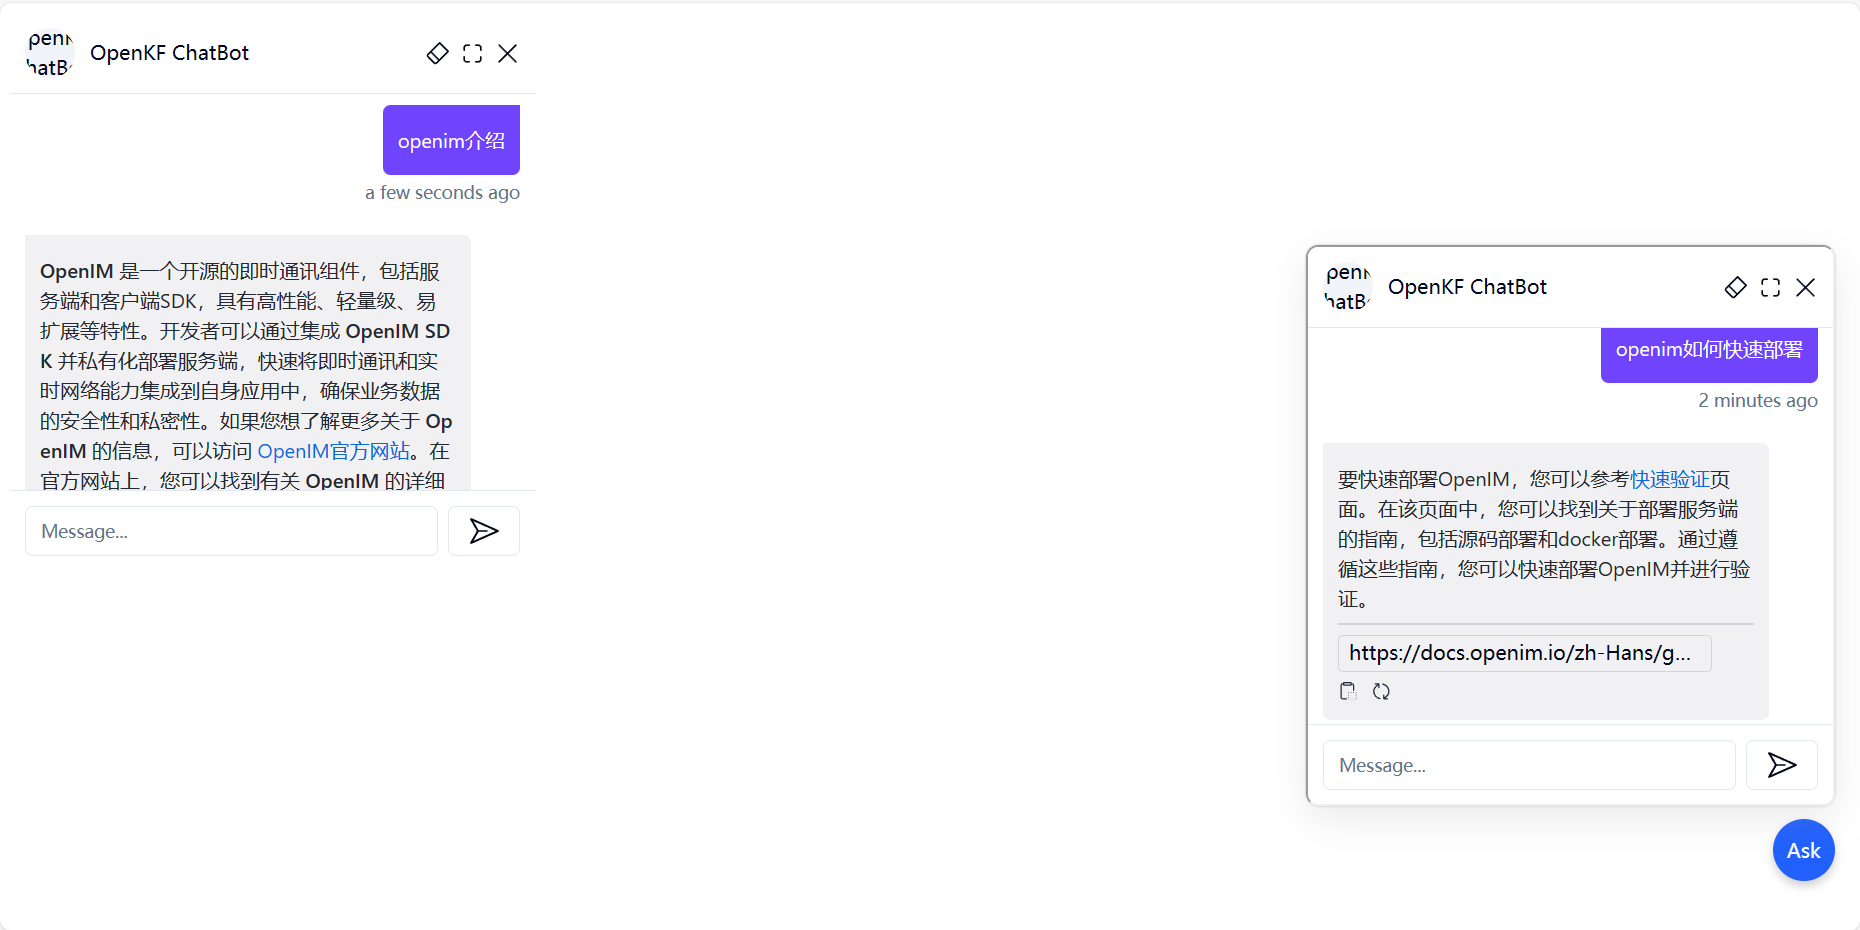 OpenKF ChatBot
openim介绍
a few seconds ago
OpenIM 是一个开源的即时通讯组件，包括服
务端和客户端SDK，具有高性能、轻量级、易
扩展等特性。开发者可以通过集成 OpenIM SD
K 并私有化部署服务端，快速将即时通讯和实
时网络能力集成到自身应用中，确保业务数据
的安全性和私密性。如果您想了解更多关于 Op
enIM 的信息，可以访问 OpenIM官方网站。在
官方网站上，您可以找到有关 OpenIM 的详细
Message...
OpenKF ChatBot
openim如何快速部署
2 minutes ago
要快速部署OpenIM，您可以参考快速验证页
面。在该页面中，您可以找到关于部署服务端
的指南，包括源码部署和docker部署。通过遵
循这些指南，您可以快速部署OpenIM并进行验
证。
https://docs.openim.io/zh-Hans/g...
Message...
Ask